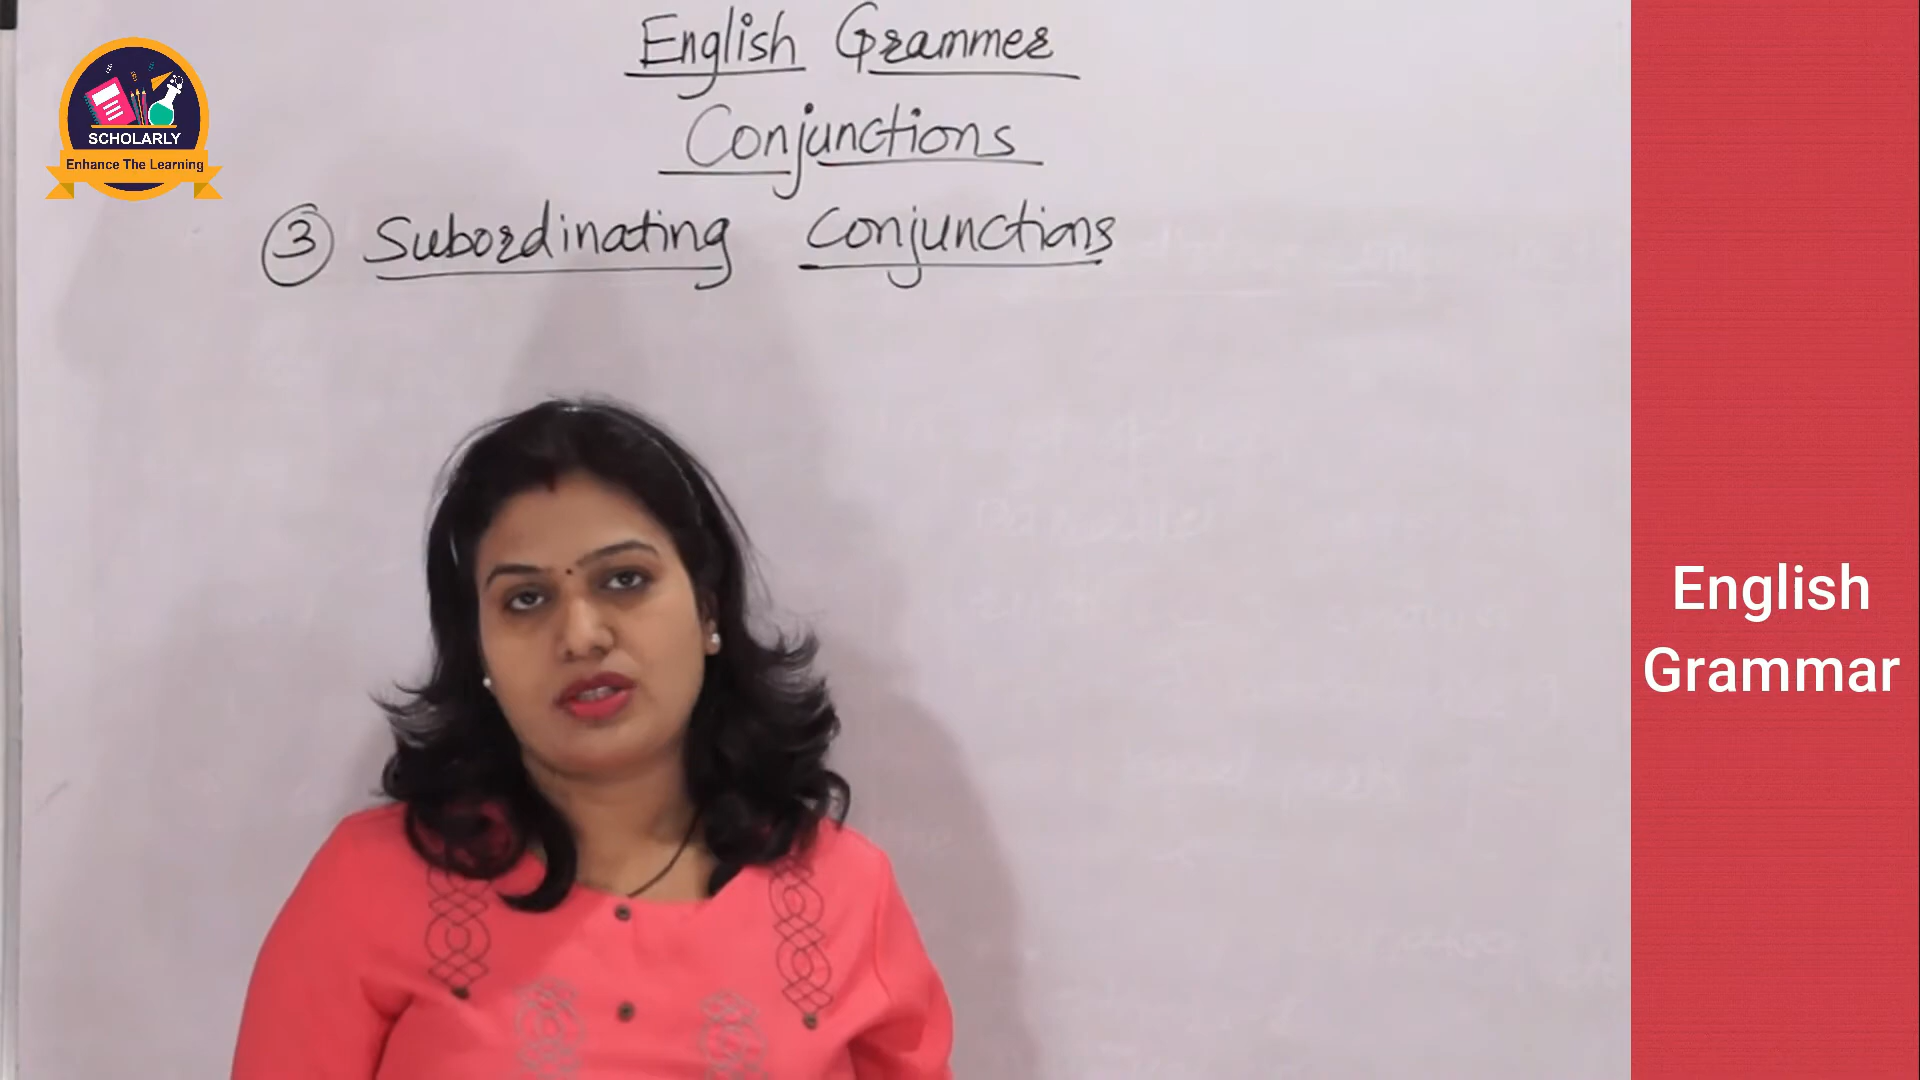 English Grammer
Conjunctions
3 Subordinating Conjunctions
SCHOLARLY
Enhance The Learning
English
Grammar